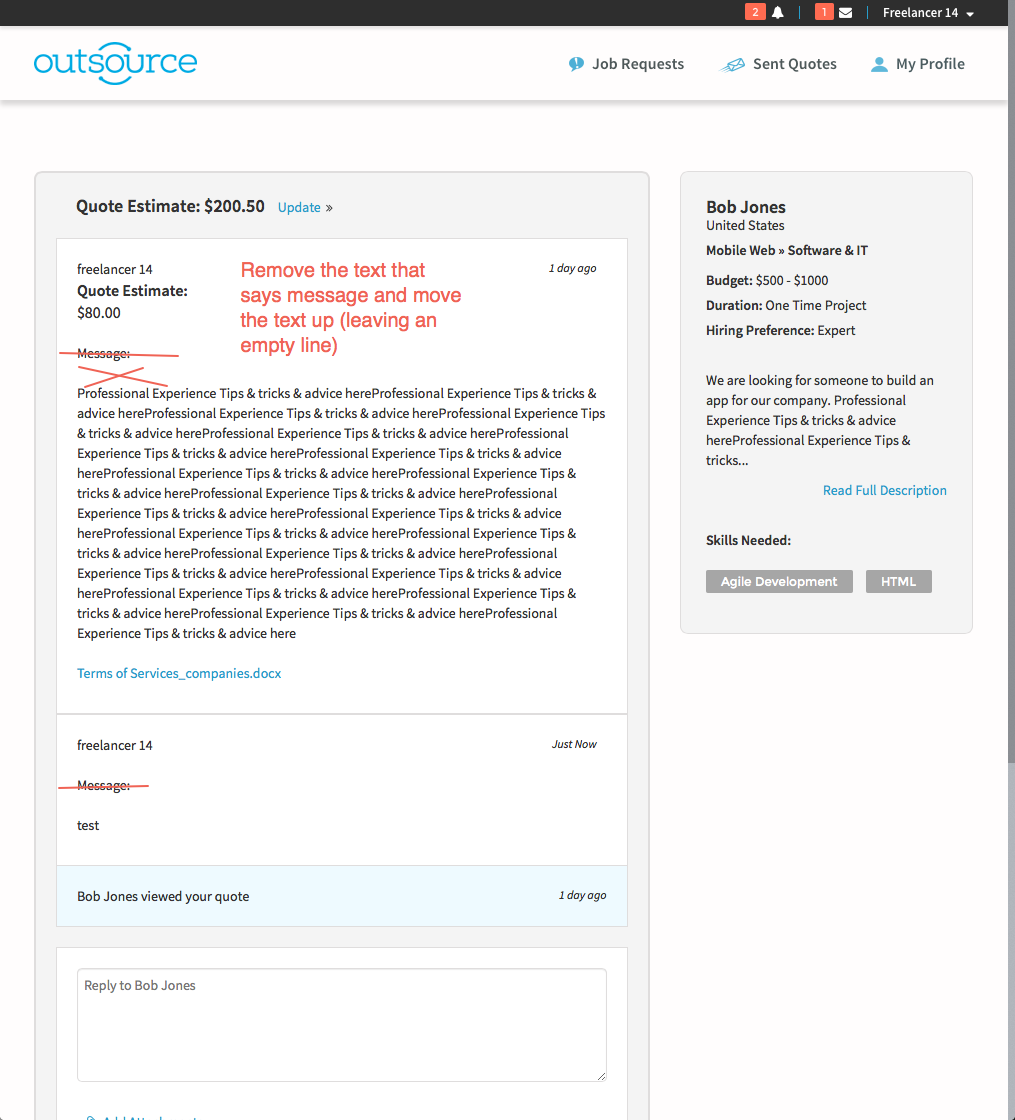 2
1
Freelancer 14
outsource
Job Requests
Sent Quotes
My Profile
Quote Estimate: $200.50 Update »
freelancer 14
1 day ago
Quote Estimate:
$80.00
Remove the text that
says message and move
the text up (leaving an
empty line)
Message:
Professional Experience Tips & tricks & advice hereProfessional Experience Tips & tricks &
advice hereProfessional Experience Tips & tricks & advice hereProfessional Experience Tips
& tricks & advice hereProfessional Experience Tips & tricks & advice hereProfessional
Experience Tips & tricks & advice hereProfessional Experience Tips & tricks & advice
hereProfessional Experience Tips & tricks & advice hereProfessional Experience Tips &
tricks & advice hereProfessional Experience Tips & tricks & advice hereProfessional
Experience Tips & tricks & advice hereProfessional Experience Tips & tricks & advice
hereProfessional Experience Tips & tricks & advice hereProfessional Experience Tips &
tricks & advice hereProfessional Experience Tips & tricks & advice hereProfessional
Experience Tips & tricks & advice hereProfessional Experience Tips & tricks & advice
hereProfessional Experience Tips & tricks & advice hereProfessional Experience Tips &
tricks & advice hereProfessional Experience Tips & tricks & advice hereProfessional
Experience Tips & tricks & advice here
Terms of Services_companies.docx
freelancer 14
Just Now
Message:
test
Bob Jones viewed your quote
1 day ago
Reply to Bob Jones
Bob Jones
United States
Mobile Web » Software & IT
Budget: $500 - $1000
Duration: One Time Project
Hiring Preference: Expert
We are looking for someone to build an
app for our company. Professional
Experience Tips & tricks & advice
hereProfessional Experience Tips &
tricks...
Read Full Description
Skills Needed:
Agile Development
HTML